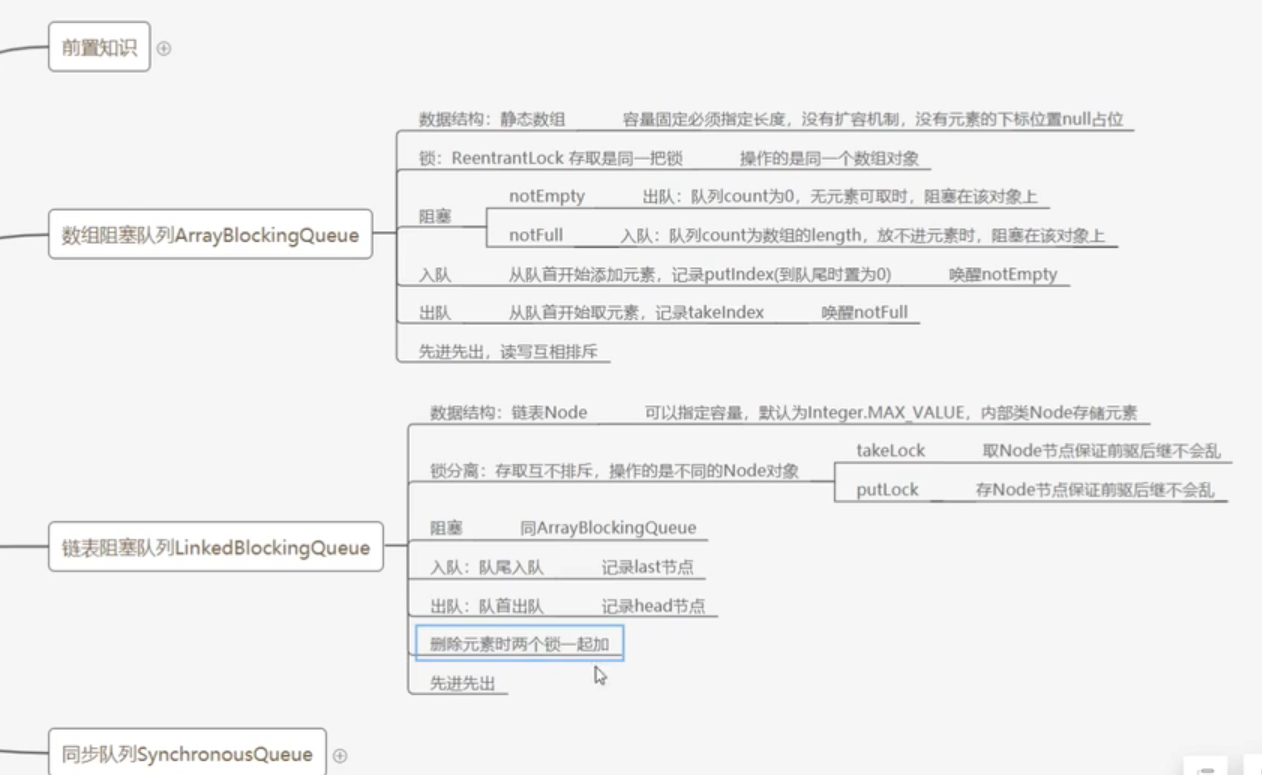 前置知识
数据结构：静态数组 容量固定必须指定长度，没有扩容机制，没有元素的下标位置null占位
锁：ReentrantLock 存取是同一把锁 操作的是同一个数组对象
阻塞
notEmpty 出队：队列count为0，无元素可取时，阻塞在该对象上
notFull 入队：队列count为数组的length，放不进元素时，阻塞在该对象上
数组阻塞队列ArrayBlockingQueue
入队 从队首开始添加元素，记录putIndex(到队尾时置为0) 唤醒notEmpty
出队 从队首开始取元素，记录takeIndex 唤醒notFull
先进先出，读写互相排斥
数据结构：链表Node 可以指定容量，默认为Integer.MAX_VALUE，内部类Node存储元素
锁分离：存取互不排斥，操作的是不同的Node对象
takeLock 取Node节点保证前驱后继不会乱
putLock 存Node节点保证前驱后继不会乱
链表阻塞队列LinkedBlockingQueue
阻塞 同ArrayBlockingQueue
入队：队尾入队 记录last节点
出队：队首出队 记录head节点
删除元素时两个锁一起加
先进先出
同步队列SynchronousQueue